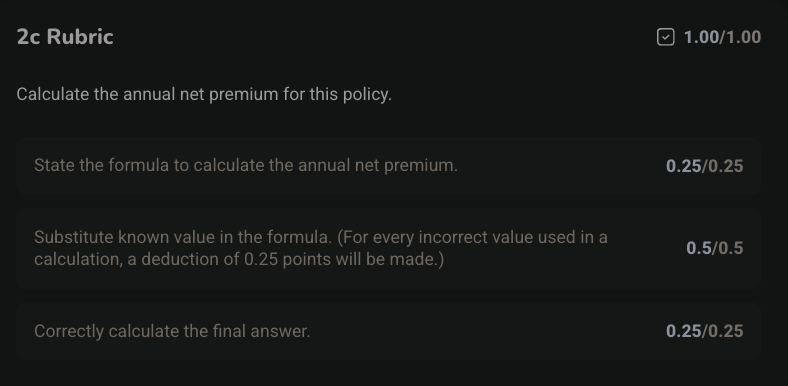 2c Rubric
1.00/1.00
Calculate the annual net premium for this policy.
State the formula to calculate the annual net premium.
0.25/0.25
Substitute known value in the formula. (For every incorrect value used in a
calculation, a deduction of 0.25 points will be made.)
0.5/0.5
Correctly calculate the final answer.
0.25/0.25